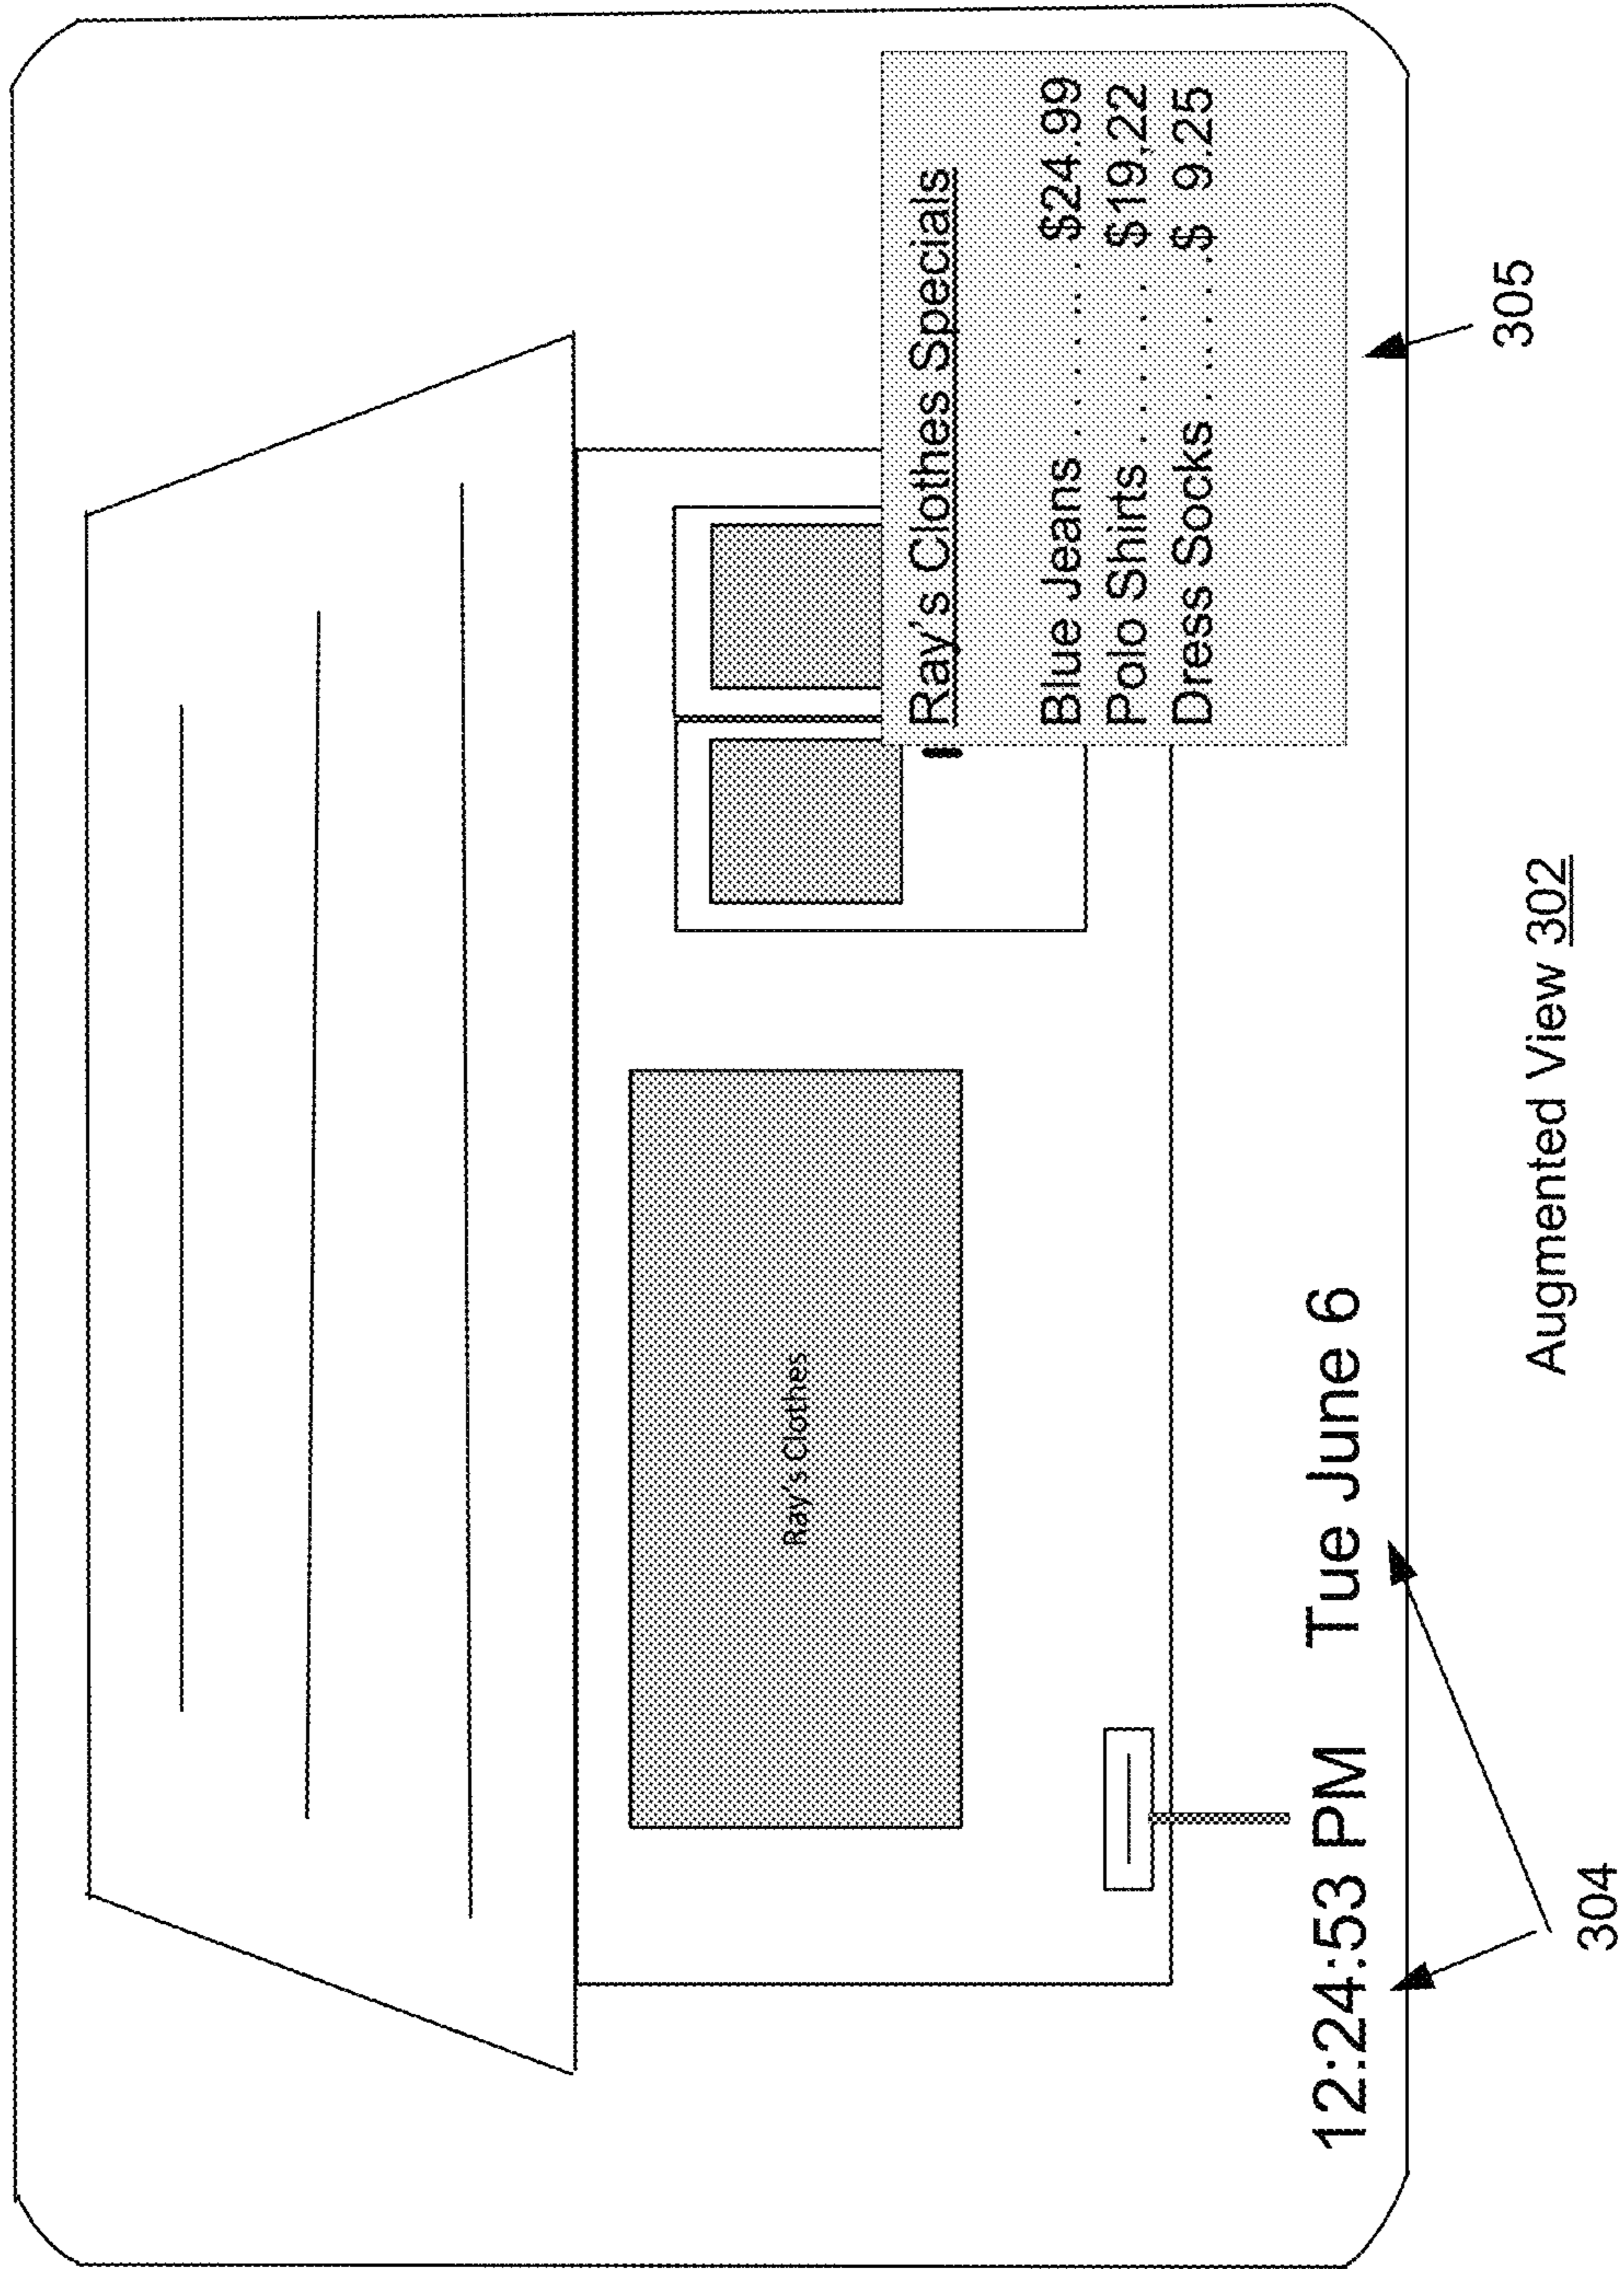 Ray's Clothes
Ray's Clothes Specials
Blue Jeans . . . . . . . $24.99
Polo Shirts . . . . . . $19,22
Dress Socks . . . . . . $ 9.25
12:24:53 PM Tue June 6
304
305
Augmented View 302